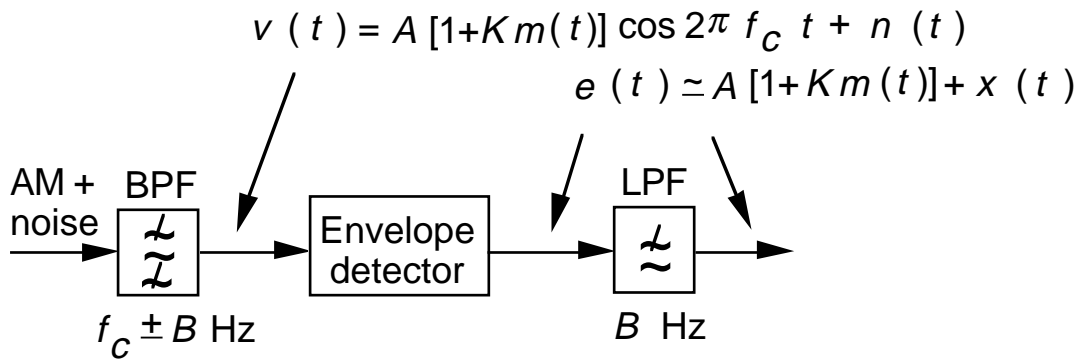 v (t) = A [1+K m(t)] cos 2π f_c t + n (t)
e (t) ≃ A [1+K m(t)] + x (t)
AM +
noise
BPF
LPF
Envelope
detector
f_c ± B Hz
B Hz